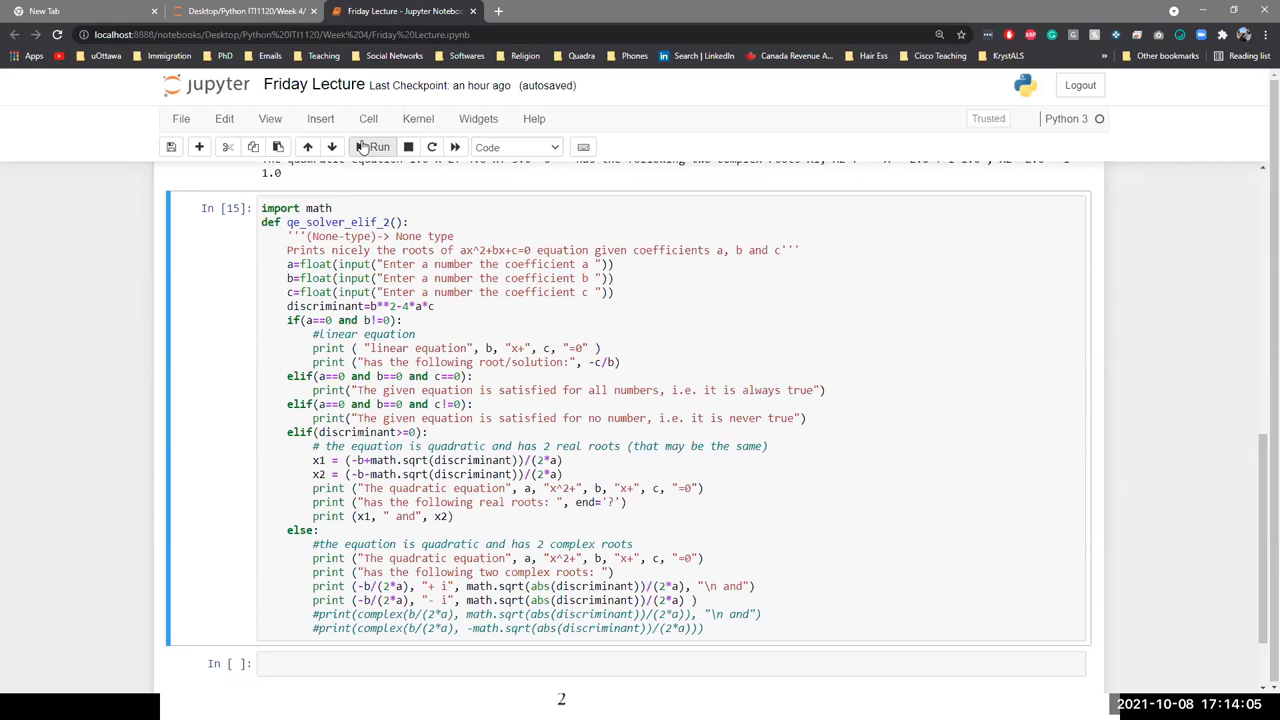 New Tab
Desktop/Python ITI1120/Week 4/
Friday Lecture - Jupyter Notebook
localhost:8888/notebooks/Desktop/Python%20ITI1120/Week%204/Friday%20Lecture.ipynb
Apps
uOttawa
Immigration
PYs
Emails
Tutorials
Social Networks
Softwares
Religion
Quadra
Phones
Search | LinkedIn
Canada Revenue A...
Hair Ess
Cisco Teaching
KrystALS
»
Other bookmarks
Reading list
jupyter Friday Lecture Last Checkpoint: an hour ago (autosaved)
Logout
File Edit View Insert Cell Kernel Widgets Help
Trusted
Python 3
Run
Code
1.0
In [15]:
import math
def qe_solver_elif_2():
'''(None-type)-> None type
Prints nicely the roots of ax^2+bx+c=0 equation given coefficients a, b and c'''
a=float(input("Enter a number the coefficient a "))
b=float(input("Enter a number the coefficient b "))
c=float(input("Enter a number the coefficient c "))
discriminant=b**2-4*a*c
if(a==0 and b!=0):
#linear equation
print ( "linear equation", b, "x+", c, "=0" )
print ("has the following root/solution:", -c/b)
elif(a==0 and b==0 and c==0):
print("The given equation is satisfied for all numbers, i.e. it is always true")
elif(a==0 and b==0 and c!=0):
print("The given equation is satisfied for no number, i.e. it is never true")
elif(discriminant>=0):
# the equation is quadratic and has 2 real roots (that may be the same)
x1 = (-b+math.sqrt(discriminant))/(2*a)
x2 = (-b-math.sqrt(discriminant))/(2*a)
print ("The quadratic equation", a, "x^2+", b, "x+", c, "=0")
print ("has the following real roots: ", end='?')
print (x1, " and", x2)
else:
#the equation is quadratic and has 2 complex roots
print ("The quadratic equation", a, "x^2+", b, "x+", c, "=0")
print ("has the following two complex roots: ")
print (-b/(2*a), "+ i", math.sqrt(abs(discriminant))/(2*a), "\n and")
print (-b/(2*a), "- i", math.sqrt(abs(discriminant))/(2*a) )
#print(complex(b/(2*a), math.sqrt(abs(discriminant))/(2*a)), "\n and")
#print(complex(b/(2*a), -math.sqrt(abs(discriminant))/(2*a)))
In [ ]:
2
2021-10-08 17:14:05